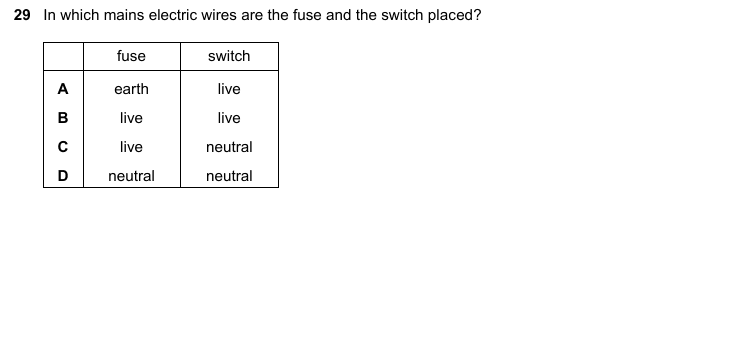 29 In which mains electric wires are the fuse and the switch placed?
fuse switch
A earth live
B live live
C live neutral
D neutral neutral